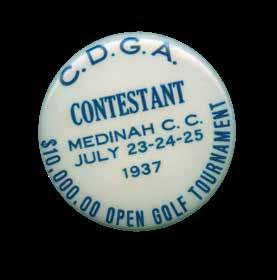 C.D.G.A.
CONTESTANT
MEDINAH C. C.
JULY 23-24-25
1937
$10,000.00 OPEN GOLF TOURNAMENT